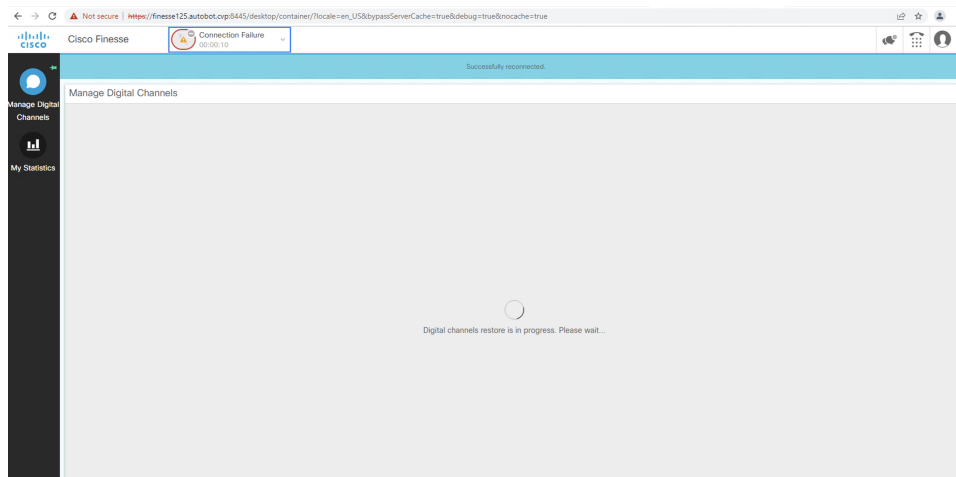 Not secure | https://finesse125.autobot.cvp:8445/desktop/container/?locale=en_US&bypassServerCache=true&debug=true&nocache=true
CISCO
Cisco Finesse
Connection Failure
00:00:10
Successfully reconnected.
Manage Digital
Channels
My Statistics
Manage Digital Channels
Digital channels restore is in progress. Please wait...